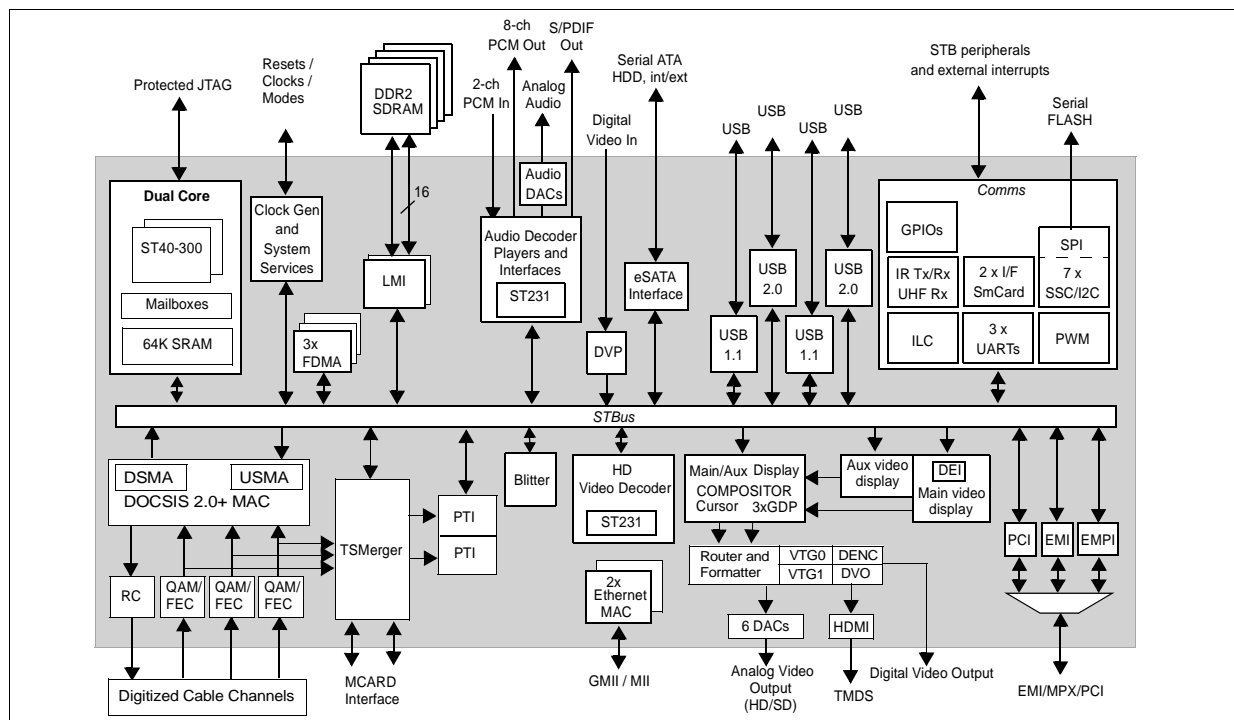 8-ch
PCM Out
S/PDIF
Out
Resets /
Clocks /
Modes
Protected JTAG
DDR2
SDRAM
2-ch
PCM In
Analog
Audio
Serial ATA
HDD, int/ext
Digital
Video In
USB
USB
USB
USB
STB peripherals
and external interrupts
Serial
FLASH
Dual Core
ST40-300
Mailboxes
64K SRAM
Clock Gen
and
System
Services
3x
FDMA
16
LMI
Audio
DACs
Audio Decoder
Players and
Interfaces
ST231
DVP
eSATA
Interface
USB
1.1
USB
2.0
USB
1.1
USB
2.0
Comms
GPIOs
SPI
IR Tx/Rx
UHF Rx
2 x I/F
SmCard
7 x
SSC/I2C
ILC
3 x
UARTs
PWM
STBus
DSMA
USMA
DOCSIS 2.0+ MAC
RC
QAM/
FEC
QAM/
FEC
QAM/
FEC
Digitized Cable Channels
TSMerger
MCARD
Interface
PTI
PTI
Blitter
HD
Video Decoder
ST231
2x
Ethernet
MAC
GMII / MII
Main/Aux Display
COMPOSITOR
Cursor 3xGDP
Aux video
display
DEI
Main video
display
Router and
Formatter
VTG0
DENC
VTG1
DVO
6 DACs
HDMI
Analog Video
Output
(HD/SD)
TMDS
Digital Video Output
PCI
EMI
EMPI
EMI/MPX/PCI